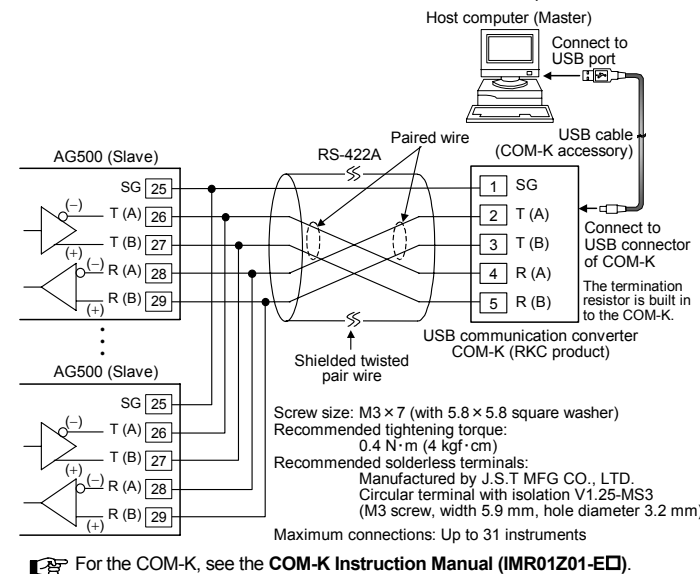 Host computer (Master)
Connect to
USB port
USB cable
(COM-K accessory)
Paired wire
RS-422A
AG500 (Slave)
SG 25
(−) T (A) 26
T (B) 27
(+)
(−) R (A) 28
R (B) 29
(+)
1 SG
2 T (A)
3 T (B)
4 R (A)
5 R (B)
Connect to
USB connector
of COM-K
The termination
resistor is built in
to the COM-K.
USB communication converter
COM-K (RKC product)
Shielded twisted
pair wire
AG500 (Slave)
SG 25
(−) T (A) 26
T (B) 27
(+)
(−) R (A) 28
R (B) 29
(+)
Screw size: M3 × 7 (with 5.8 × 5.8 square washer)
Recommended tightening torque:
0.4 N·m (4 kgf·cm)
Recommended solderless terminals:
Manufactured by J.S.T MFG CO., LTD.
Circular terminal with isolation V1.25-MS3
(M3 screw, width 5.9 mm, hole diameter 3.2 mm)
Maximum connections: Up to 31 instruments
For the COM-K, see the COM-K Instruction Manual (IMR01Z01-E□).